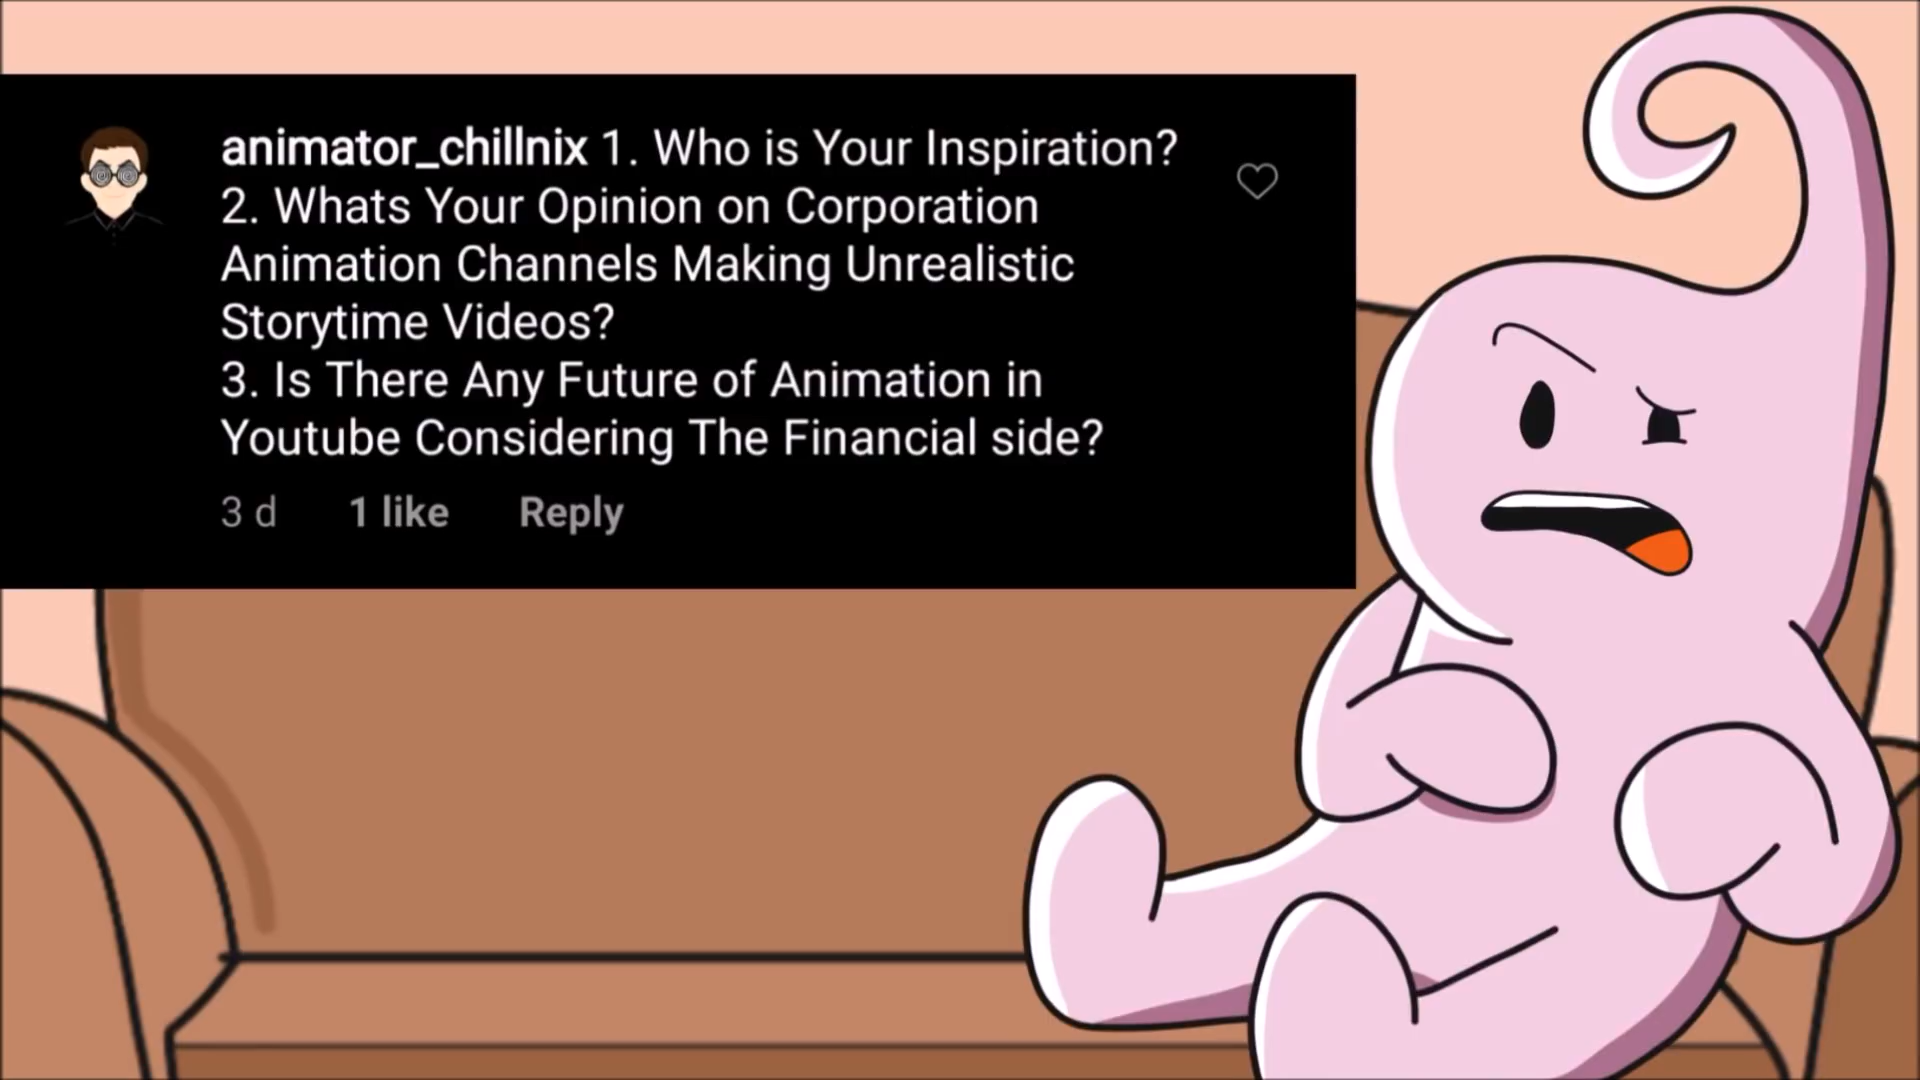 animator_chillnix 1. Who is Your Inspiration?
2. Whats Your Opinion on Corporation
Animation Channels Making Unrealistic
Storytime Videos?
3. Is There Any Future of Animation in
Youtube Considering The Financial side?
3 d 1 like Reply